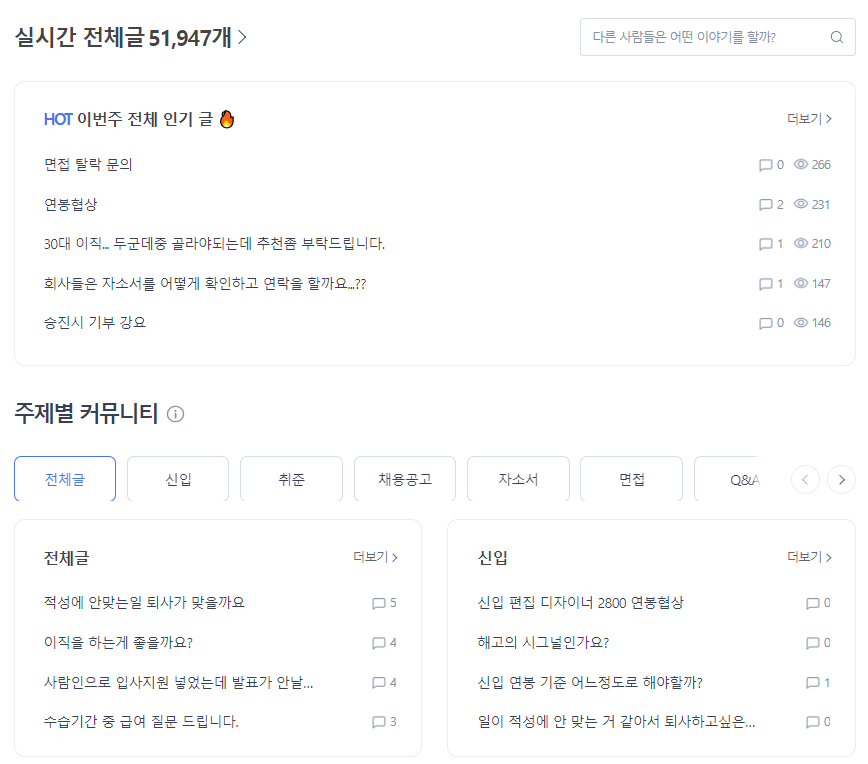 실시간 전체글 51,947개
다른 사람들은 어떤 이야기를 할까?
HOT 이번주 전체 인기 글
더보기
면접 탈락 문의 0 266
연봉협상 2 231
30대 이직... 두군데중 골라야되는데 추천좀 부탁드립니다. 1 210
회사들은 자소서를 어떻게 확인하고 연락을 할까요...?? 1 147
승진시 기부 강요 0 146
주제별 커뮤니티
전체글 신입 취준 채용공고 자소서 면접 Q&A
전체글 더보기
적성에 안맞는일 퇴사가 맞을까요 5
이직을 하는게 좋을까요? 4
사람인으로 입사지원 넣었는데 발표가 안날... 4
수습기간 중 급여 질문 드립니다. 3
신입 더보기
신입 편집 디자이너 2800 연봉협상 0
해고의 시그널인가요? 0
신입 연봉 기준 어느정도로 해야할까? 1
일이 적성에 안 맞는 거 같아서 퇴사하고싶은... 0